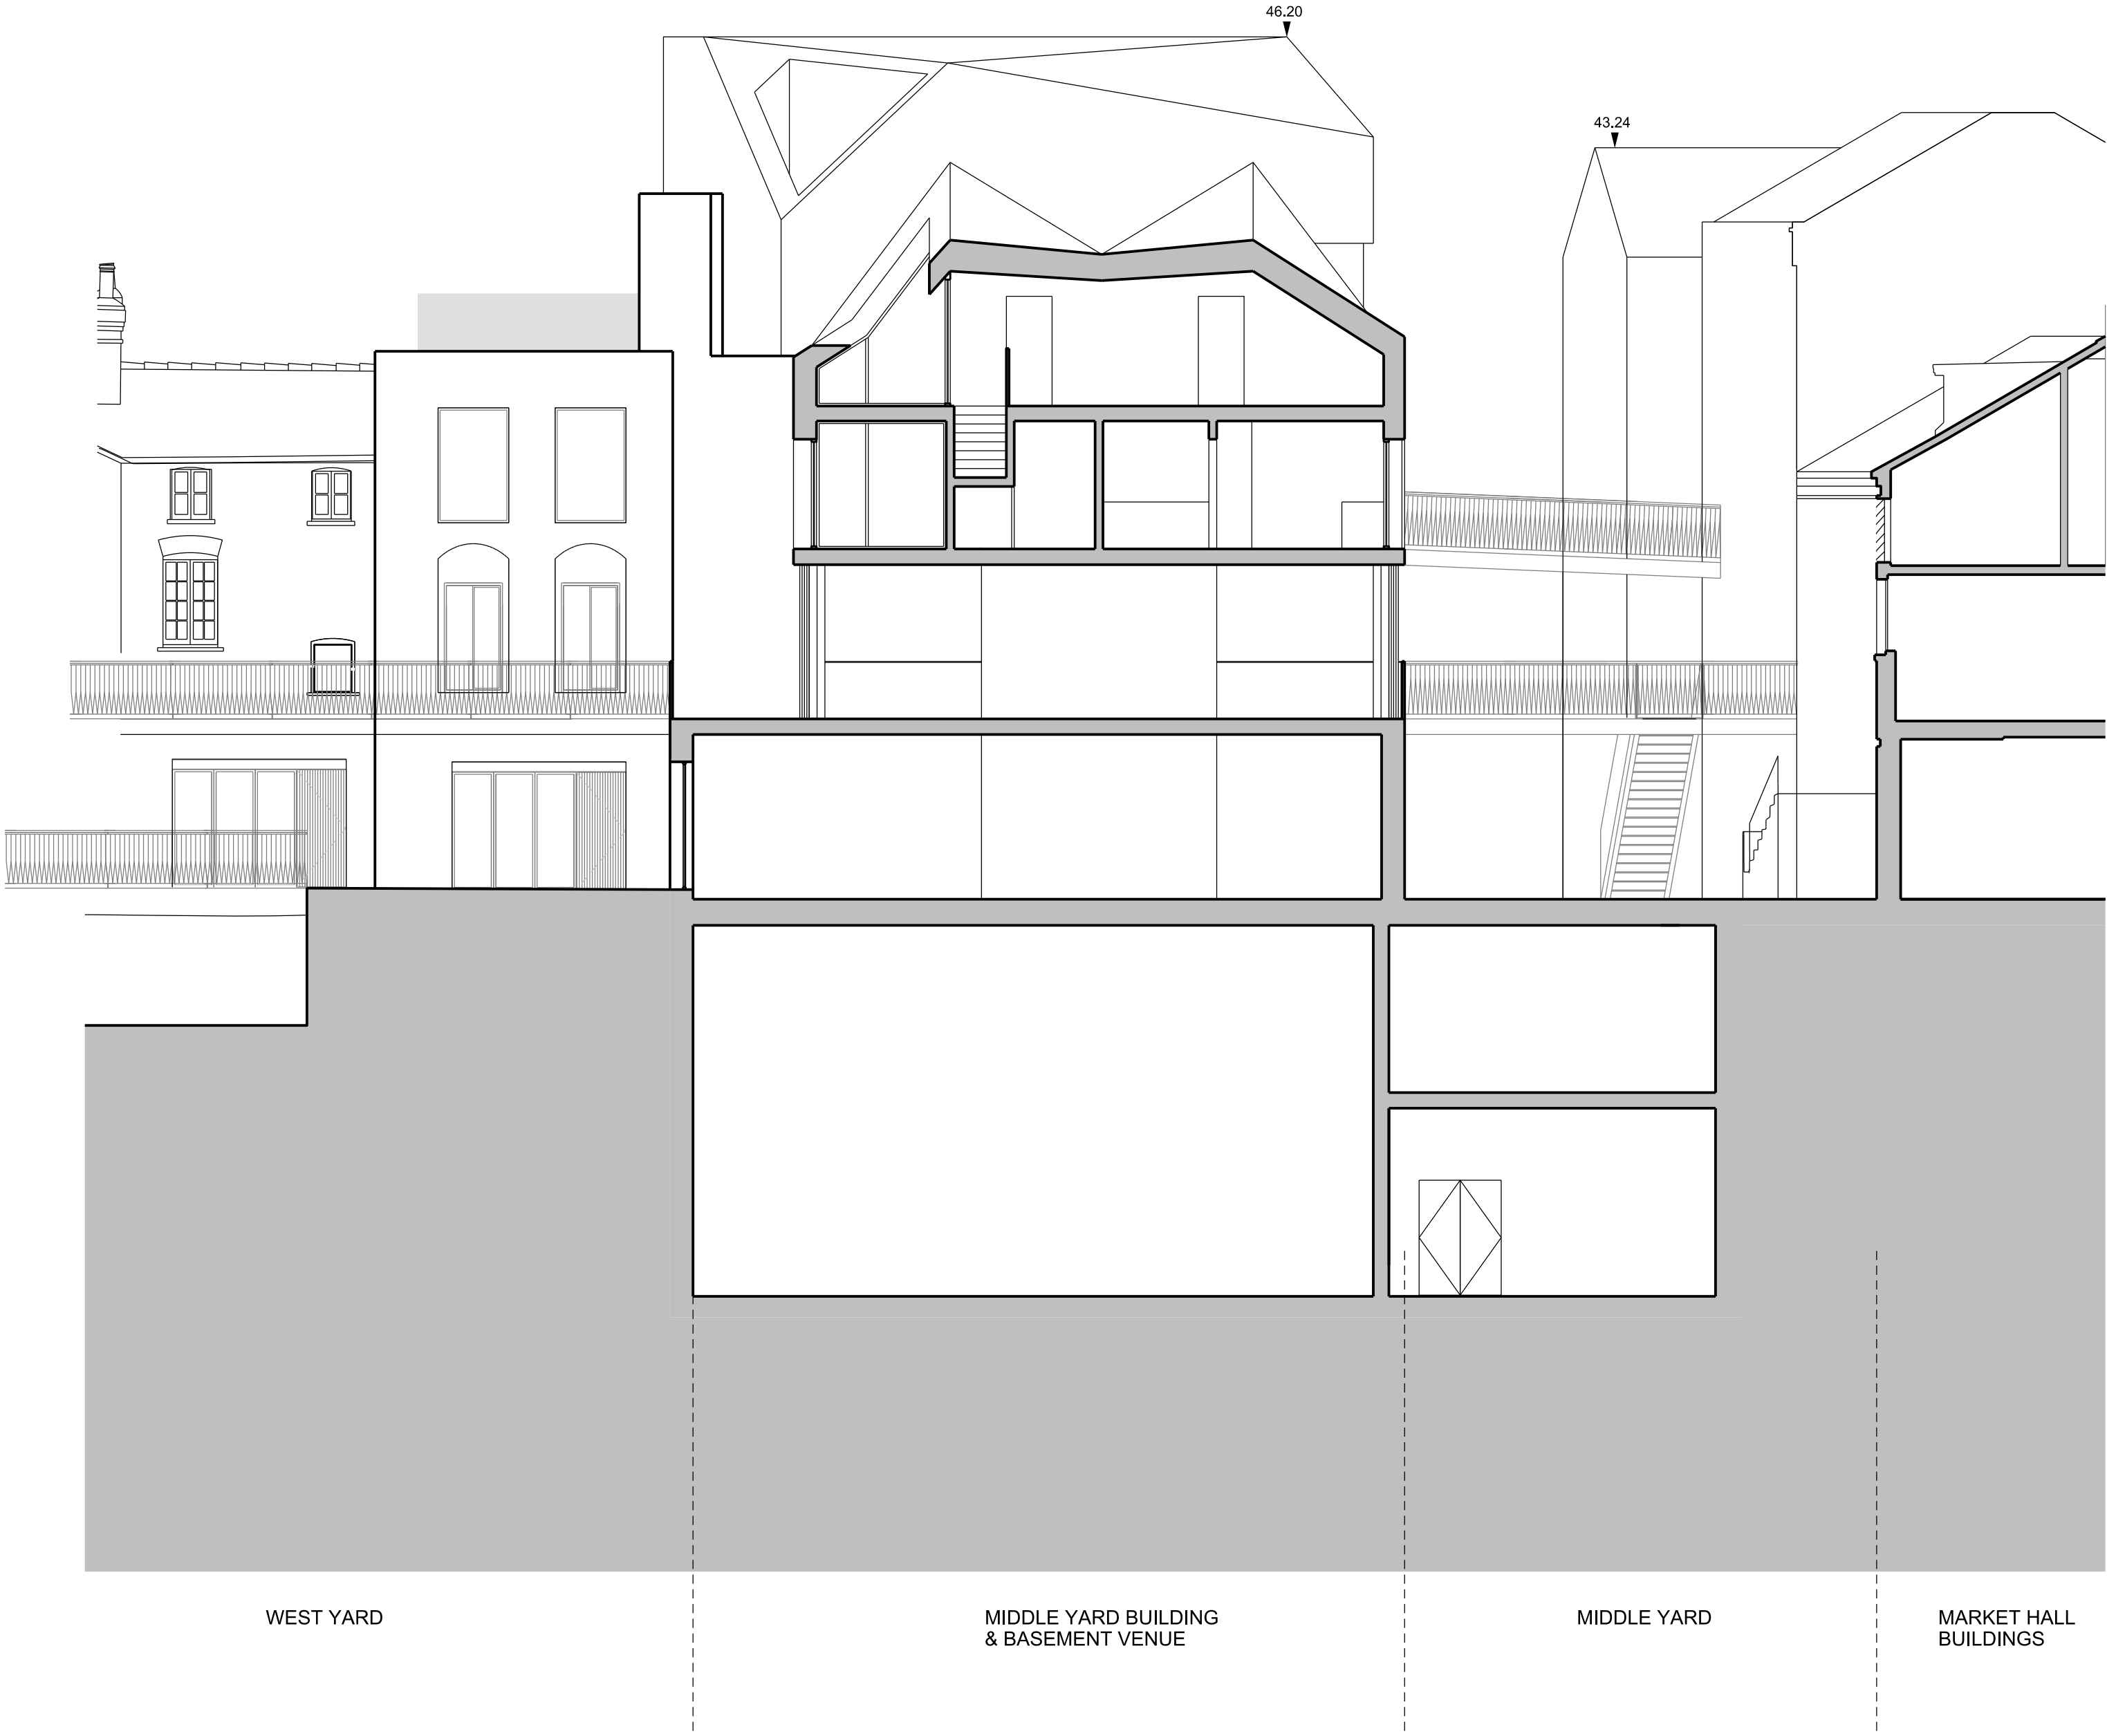 46.20
43.24
WEST YARD
MIDDLE YARD BUILDING
& BASEMENT VENUE
MIDDLE YARD
MARKET HALL
BUILDINGS